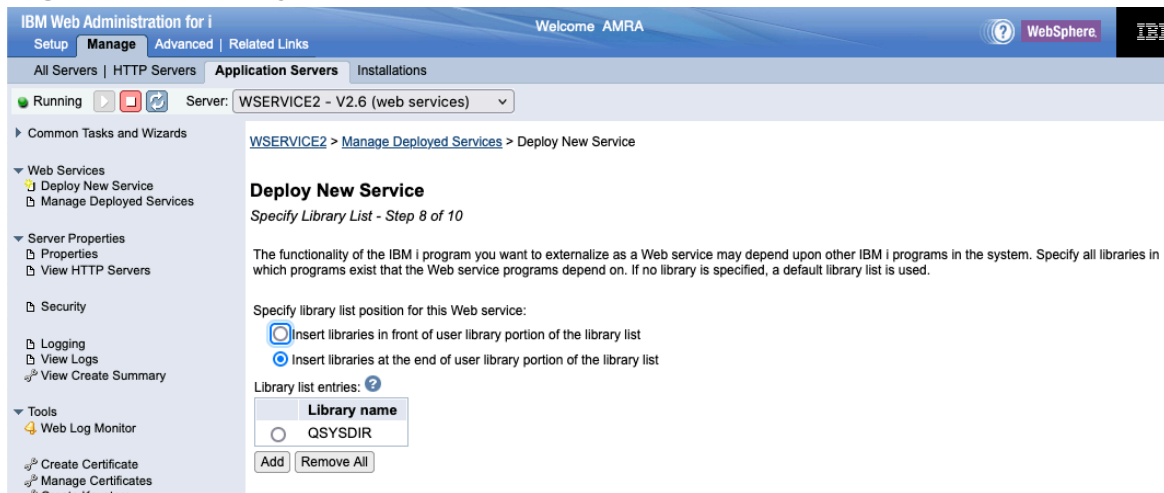 IBM Web Administration for i
Welcome AMRA
WebSphere.
Setup Manage Advanced | Related Links
All Servers | HTTP Servers Application Servers Installations
Running Server: WSERVICE2 - V2.6 (web services)
Common Tasks and Wizards
WSERVICE2 > Manage Deployed Services > Deploy New Service
Web Services
Deploy New Service
Manage Deployed Services
Server Properties
Properties
View HTTP Servers
Security
Logging
View Logs
View Create Summary
Tools
Web Log Monitor
Create Certificate
Manage Certificates
Deploy New Service
Specify Library List - Step 8 of 10
The functionality of the IBM i program you want to externalize as a Web service may depend upon other IBM i programs in the system. Specify all libraries in
which programs exist that the Web service programs depend on. If no library is specified, a default library list is used.
Specify library list position for this Web service:
Insert libraries in front of user library portion of the library list
Insert libraries at the end of user library portion of the library list
Library list entries: ?
Library name
QSYSDIR
Add Remove All